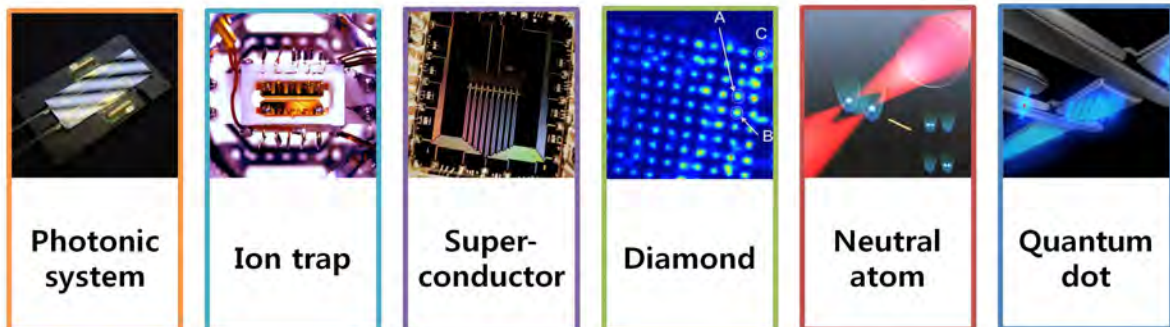 A
C
B
Photonic
system
Ion trap
Super-
conductor
Diamond
Neutral
atom
Quantum
dot